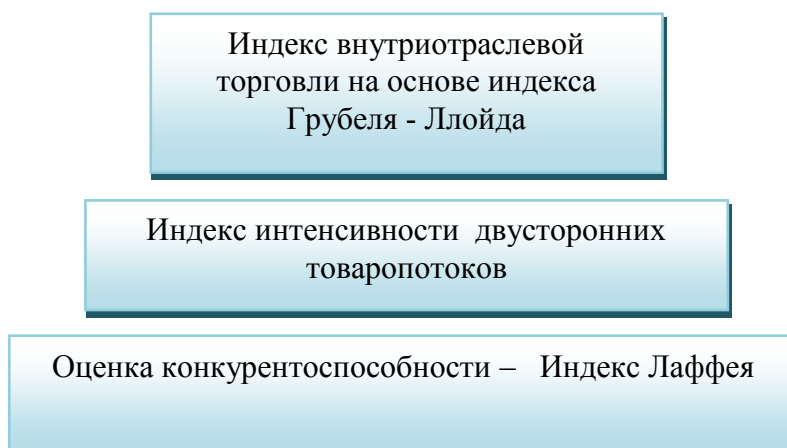 Индекс внутриотраслевой
торговли на основе индекса
Грубеля - Ллойда
Индекс интенсивности двусторонних
товаропотоков
Оценка конкурентоспособности – Индекс Лаффея